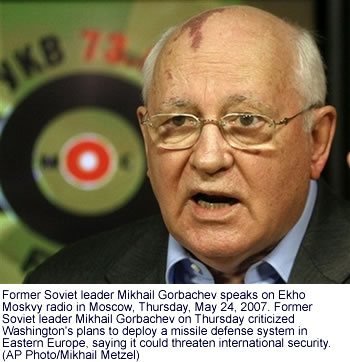 УКВ 73.
М
Former Soviet leader Mikhail Gorbachev speaks on Ekho
Moskvy radio in Moscow, Thursday, May 24, 2007. Former
Soviet leader Mikhail Gorbachev on Thursday criticized
Washington's plans to deploy a missile defense system in
Eastern Europe, saying it could threaten international security.
(AP Photo/Mikhail Metzel)